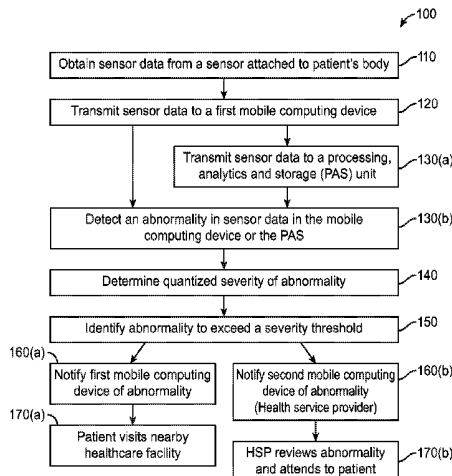 100
Obtain sensor data from a sensor attached to patient's body
110
Transmit sensor data to a first mobile computing device
120
Transmit sensor data to a processing,
analytics and storage (PAS) unit
130(a)
Detect an abnormality in sensor data in the mobile
computing device or the PAS
130(b)
Determine quantized severity of abnormality
140
Identify abnormality to exceed a severity threshold
150
160(a)
Notify first mobile computing
device of abnormality
Notify second mobile computing
device of abnormality
(Health service provider)
160(b)
170(a)
Patient visits nearby
healthcare facility
HSP reviews abnormality
and attends to patient
170(b)